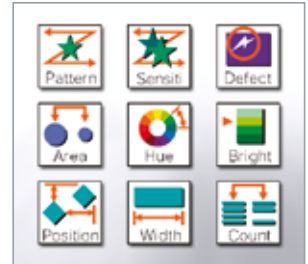 Pattern
Sensiti
Defect
Area
Hue
Bright
Position
Width
Count